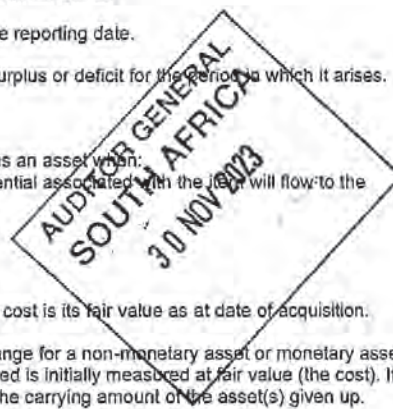 e reporting date.
urplus or deficit for the period in which it arises.
s an asset when:
ential associated with the item will flow to the
AUDITOR GENERAL
SOUTH AFRICA
30 NOV 2023
cost is its fair value as at date of acquisition.
nge for a non-monetary asset or monetary asse
ed is initially measured at fair value (the cost). I
he carrying amount of the asset(s) given up.